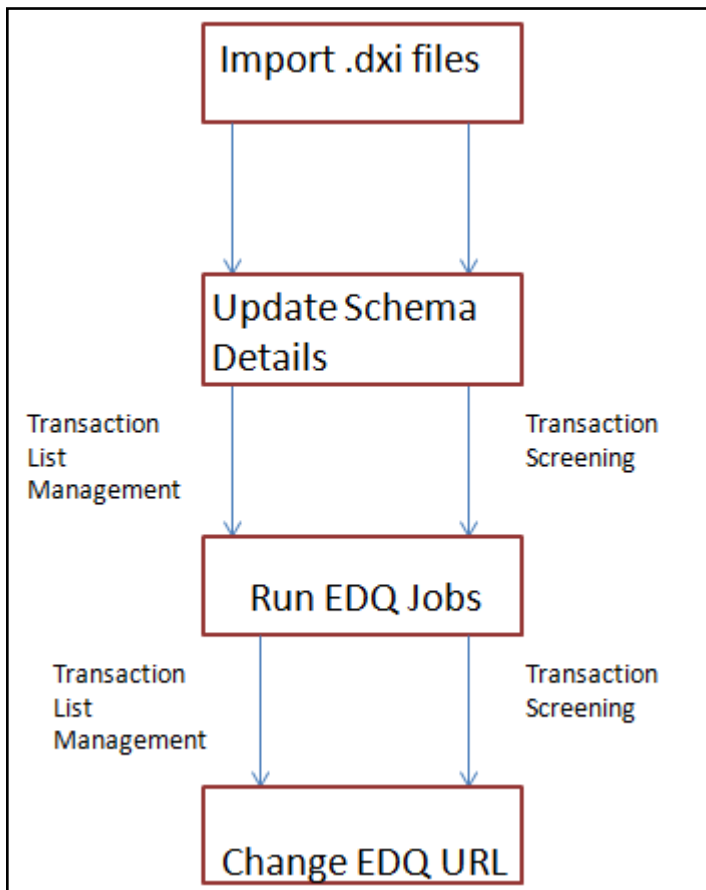 Import .dxi files
Update Schema
Details
Transaction
List
Management
Transaction
Screening
Run EDQ Jobs
Transaction
List
Management
Transaction
Screening
Change EDQ URL